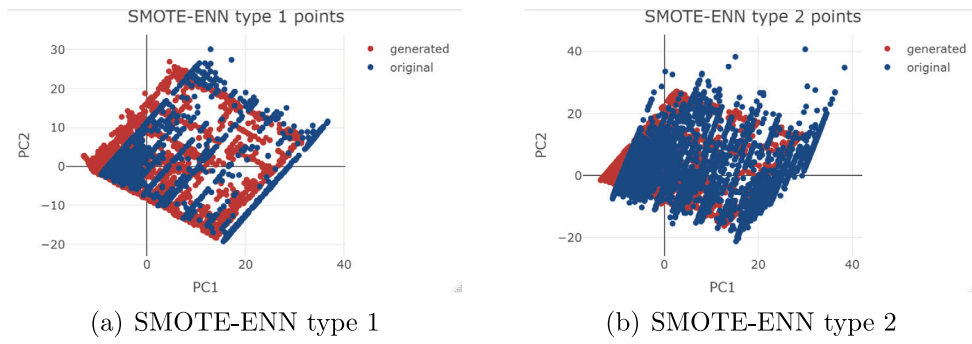 SMOTE-ENN type 1 points
generated
original
30
20
10
0
−10
−20
PC2
0
20
40
PC1
(a) SMOTE-ENN type 1
SMOTE-ENN type 2 points
generated
original
40
20
0
−20
PC2
0
20
40
PC1
(b) SMOTE-ENN type 2